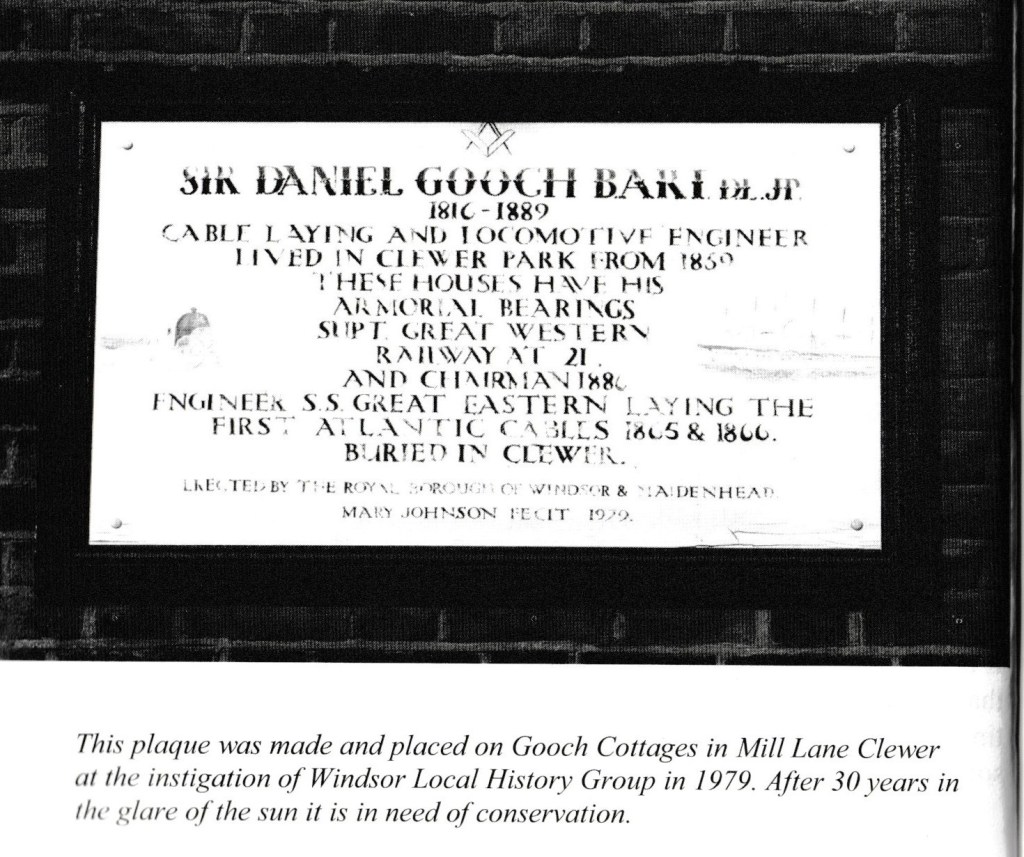 SIR DANIEL GOOCH BART. DL. JP.
1816-1889
CABLE LAYING AND LOCOMOTIVE ENGINEER
LIVED IN CLEWER PARK FROM 1859
THESE HOUSES HAVE HIS
ARMORIAL BEARINGS
SUPT. GREAT WESTERN
RAILWAY AT 21.
AND CHAIRMAN 1886
ENGINEER S.S. GREAT EASTERN LAYING THE
FIRST ATLANTIC CABLES 1865 & 1866.
BURIED IN CLEWER.
ERECTED BY THE ROYAL BOROUGH OF WINDSOR & MAIDENHEAD
MARY JOHNSON FECIT 1979.
This plaque was made and placed on Gooch Cottages in Mill Lane Clewer
at the instigation of Windsor Local History Group in 1979. After 30 years in
the glare of the sun it is in need of conservation.